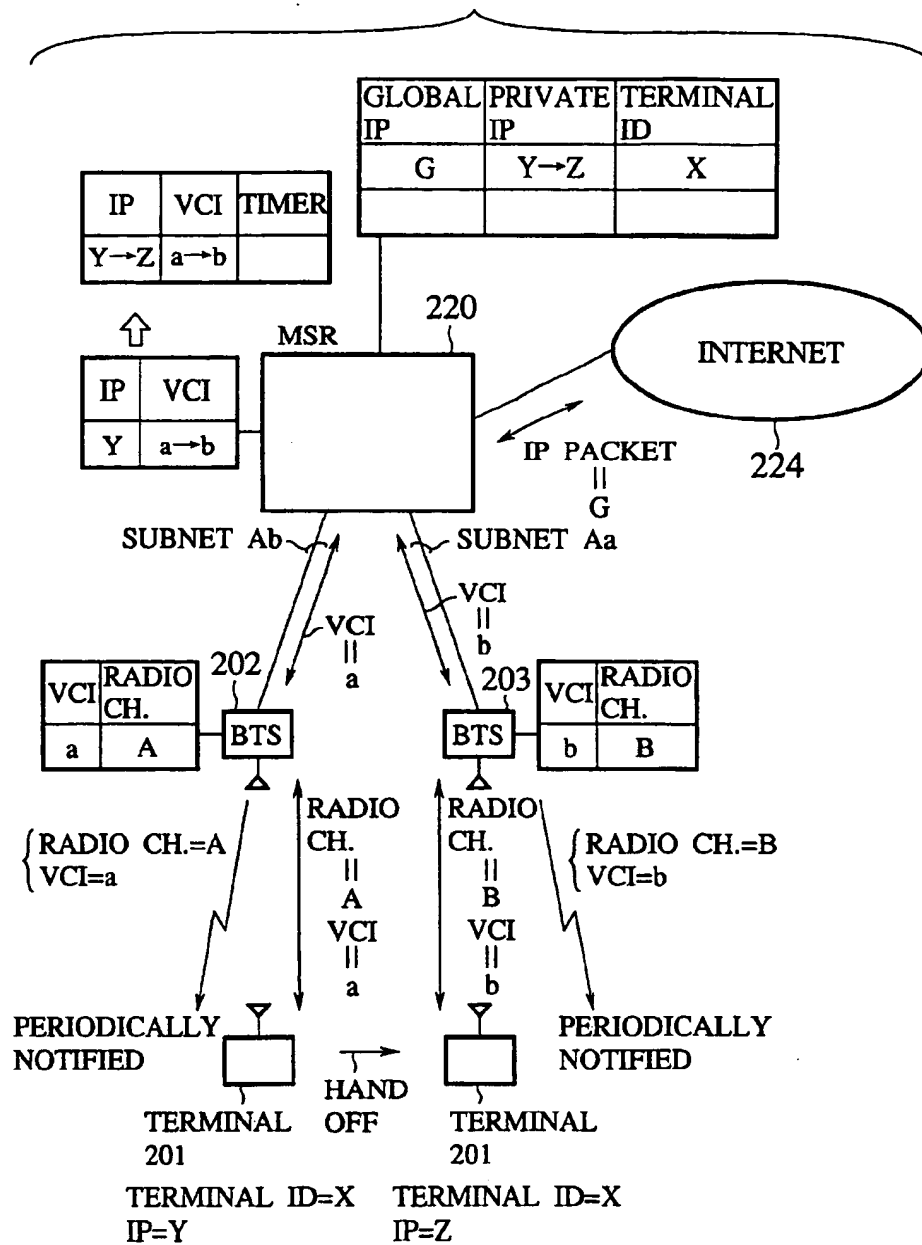 GLOBAL IP PRIVATE IP TERMINAL ID
G Y→Z X
IP VCI TIMER
Y→Z a→b
MSR
220
INTERNET
224
IP VCI
Y a→b
IP PACKET
=
G
SUBNET Ab
SUBNET Aa
VCI
=
a
VCI
=
b
202
203
VCI RADIO CH.
a A
BTS
BTS
VCI RADIO CH.
b B
RADIO CH.=A
VCI=a
RADIO
CH.
=
A
VCI
=
a
RADIO
CH.
=
B
VCI
=
b
RADIO CH.=B
VCI=b
PERIODICALLY
NOTIFIED
PERIODICALLY
NOTIFIED
HAND
OFF
TERMINAL
201
TERMINAL
201
TERMINAL ID=X
IP=Y
TERMINAL ID=X
IP=Z